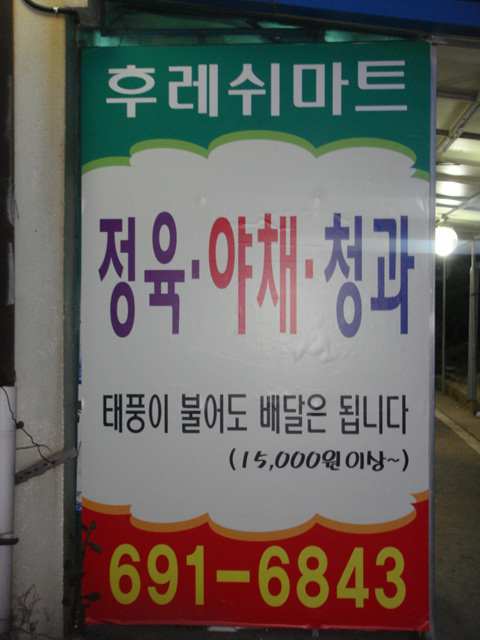 후레쉬마트
정육·야채·청과
태풍이 불어도 배달은 됩니다
(15,000원이상~)
691-6843